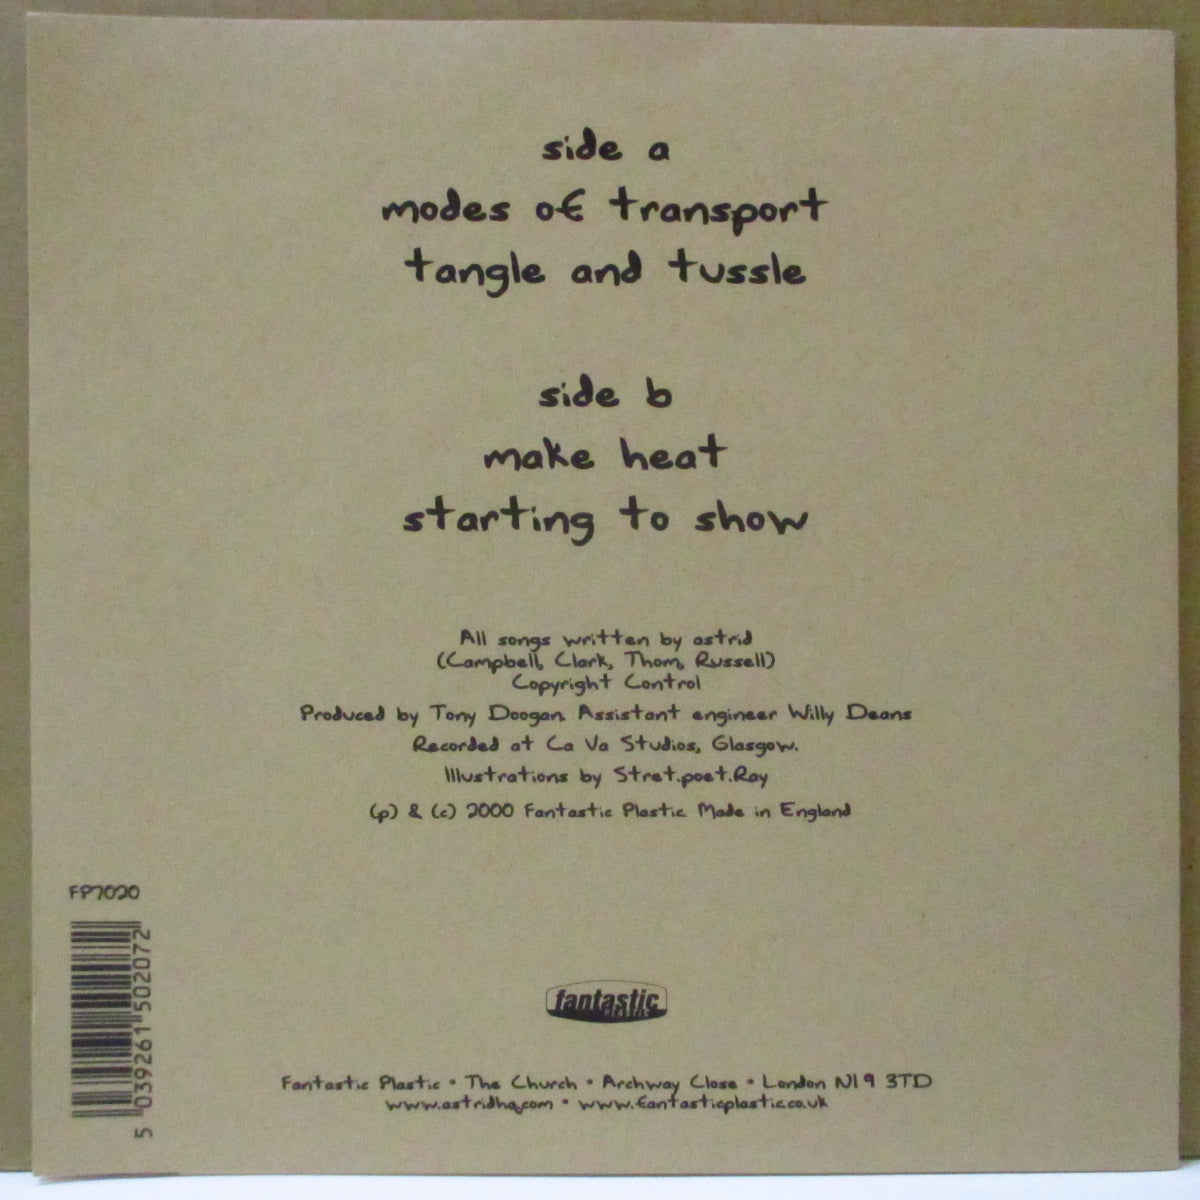 side a
modes of transport
tangle and tussle
side b
make heat
starting to show
All songs written by astrid
(Campbell, Clark, Thom, Russell)
Copyright Control
Produced by Tony Doogan. Assistant engineer Willy Deans
Recorded at Ca Va Studios, Glasgow.
Illustrations by Stret.poet.Ray
(p) & (c) 2000 Fantastic Plastic. Made in England
FP7020
5 039261 502072
fantastic
PLASTIC
Fantastic Plastic • The Church • Archway Close • London N19 3TD
www.astridhq.com • www.fantasticplastic.co.uk